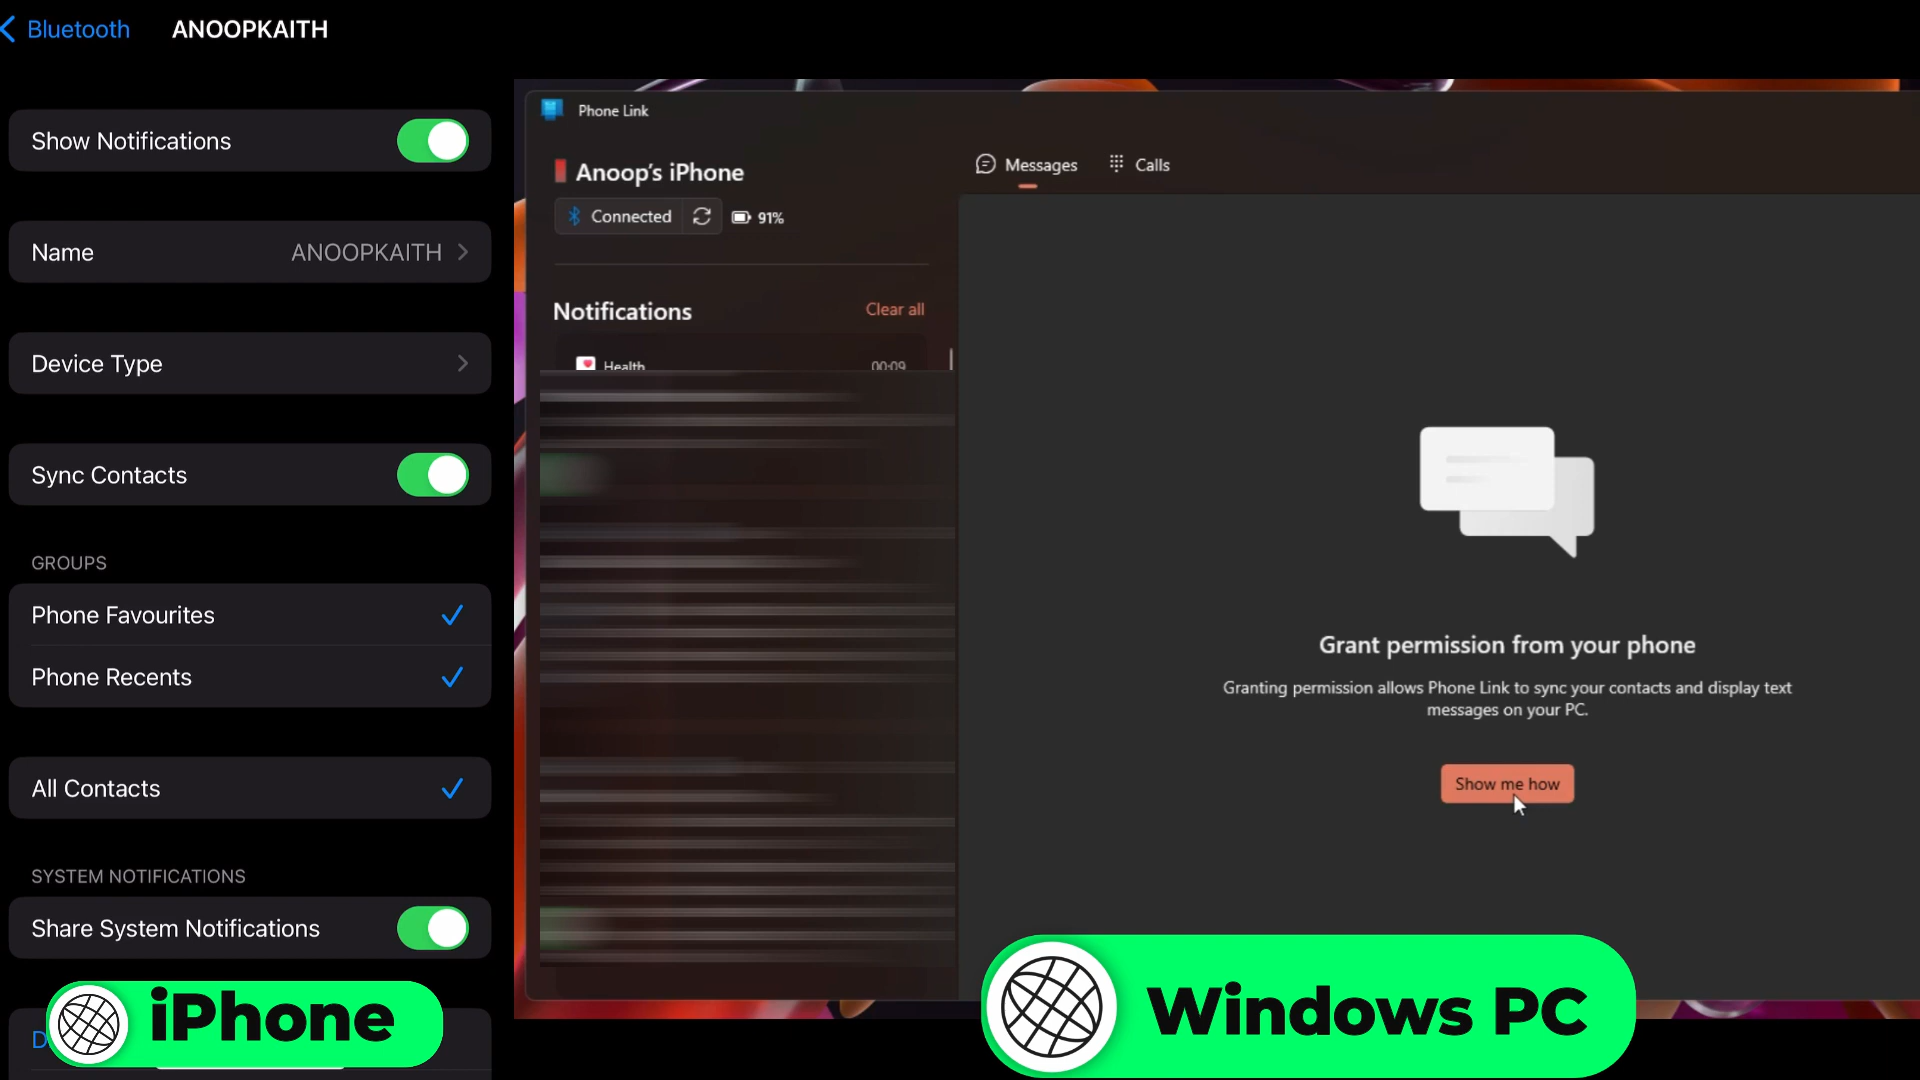 Bluetooth
ANOOPKAITH
Show Notifications
Name
ANOOPKAITH
Device Type
Sync Contacts
GROUPS
Phone Favourites
Phone Recents
All Contacts
SYSTEM NOTIFICATIONS
Share System Notifications
D
iPhone
Phone Link
Anoop's iPhone
Connected
91%
Notifications
Clear all
Health
00:09
Messages
Calls
Grant permission from your phone
Granting permission allows Phone Link to sync your contacts and display text
messages on your PC.
Show me how
Windows PC